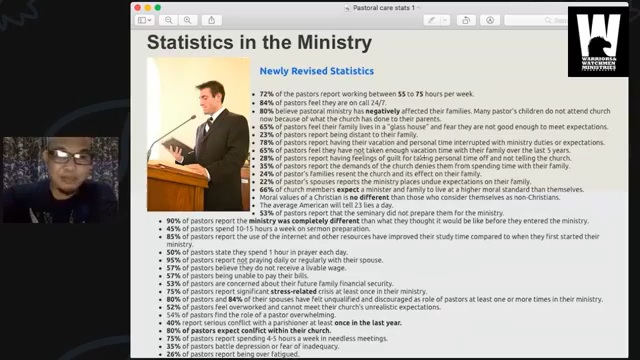 Pastoral care stats 1
WARRIORS & WATCHMEN MINISTRIES
Statistics in the Ministry
Newly Revised Statistics
• 72% of the pastors report working between 55 to 75 hours per week.
• 84% of pastors feel they are on call 24/7.
• 80% believe pastoral ministry has negatively affected their families. Many pastor's children do not attend church
now because of what the church has done to their parents.
• 65% of pastors feel their family lives in a "glass house" and fear they are not good enough to meet expectations.
• 23% of pastors report being distant to their family.
• 78% of pastors report having their vacation and personal time interrupted with ministry duties or expectations.
• 65% of pastors feel they have not taken enough vacation time with their family over the last 5 years.
• 28% of pastors report having feelings of guilt for taking personal time off and not telling the church.
• 35% of pastors report the demands of the church denies them from spending time with their family.
• 24% of pastor's families resent the church and its effect on their family.
• 22% of pastor's spouses reports the ministry places undue expectations on their family.
• 66% of church members expect a minister and family to live at a higher moral standard than themselves.
• Moral values of a Christian is no different than those who consider themselves as non-Christians.
• The average American will tell 23 lies a day.
• 53% of pastors report that the seminary did not prepare them for the ministry.
• 90% of pastors report the ministry was completely different than what they thought it would be like before they entered the ministry.
• 45% of pastors spend 10-15 hours a week on sermon preparation.
• 85% of pastors report the use of the internet and other resources have improved their study time compared to when they first started their
ministry.
• 50% of pastors state they spend 1 hour in prayer each day.
• 95% of pastors report not praying daily or regularly with their spouse.
• 57% of pastors believe they do not receive a livable wage.
• 57% of pastors being unable to pay their bills.
• 53% of pastors are concerned about their future family financial security.
• 75% of pastors report significant stress-related crisis at least once in their ministry.
• 80% of pastors and 84% of their spouses have felt unqualified and discouraged as role of pastors at least one or more times in their ministry.
• 52% of pastors feel overworked and cannot meet their church's unrealistic expectations.
• 54% of pastors find the role of a pastor overwhelming.
• 40% report serious conflict with a parishioner at least once in the last year.
• 80% of pastors expect conflict within their church.
• 75% of pastors report spending 4-5 hours a week in needless meetings.
• 35% of pastors battle depression or fear of inadequacy.
• 26% of pastors report being over fatigued.